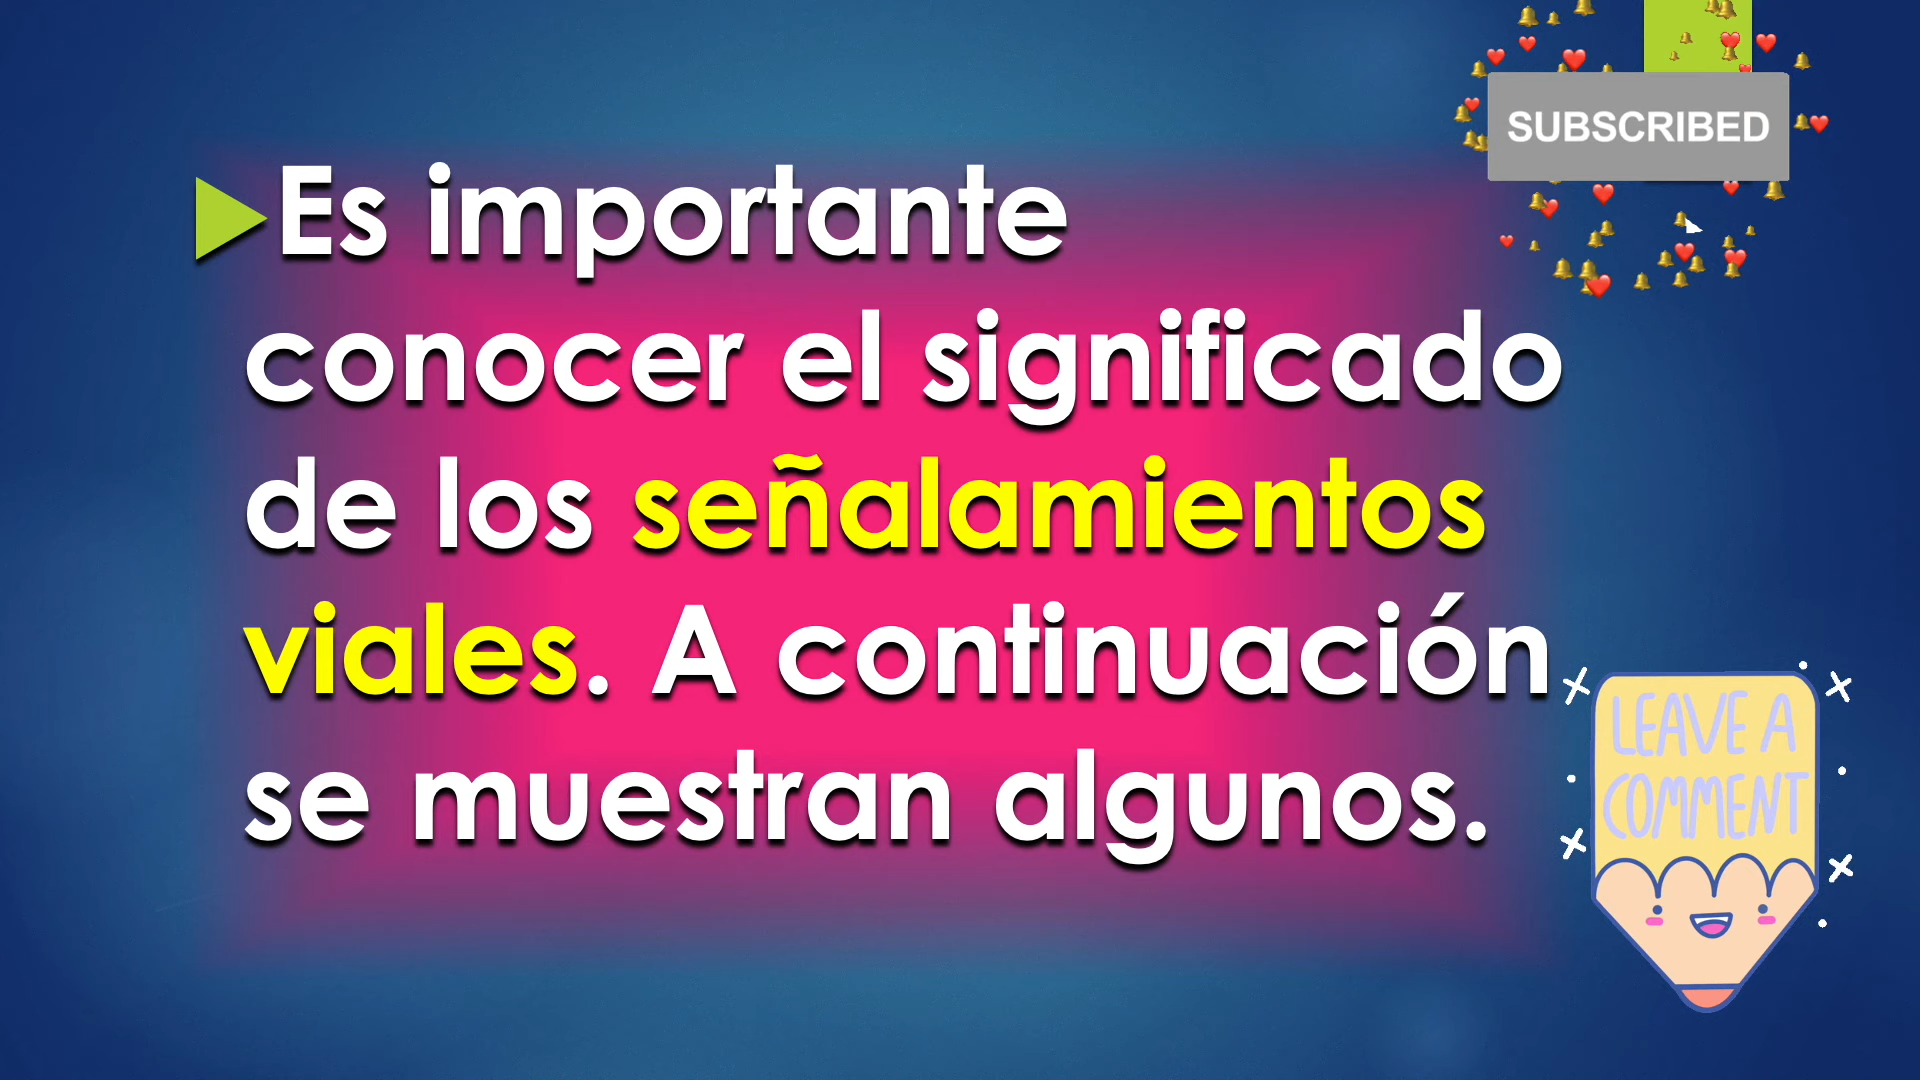 SUBSCRIBED
Es importante
conocer el significado
de los señalamientos
viales. A continuación
se muestran algunos.
LEAVE A
COMMENT